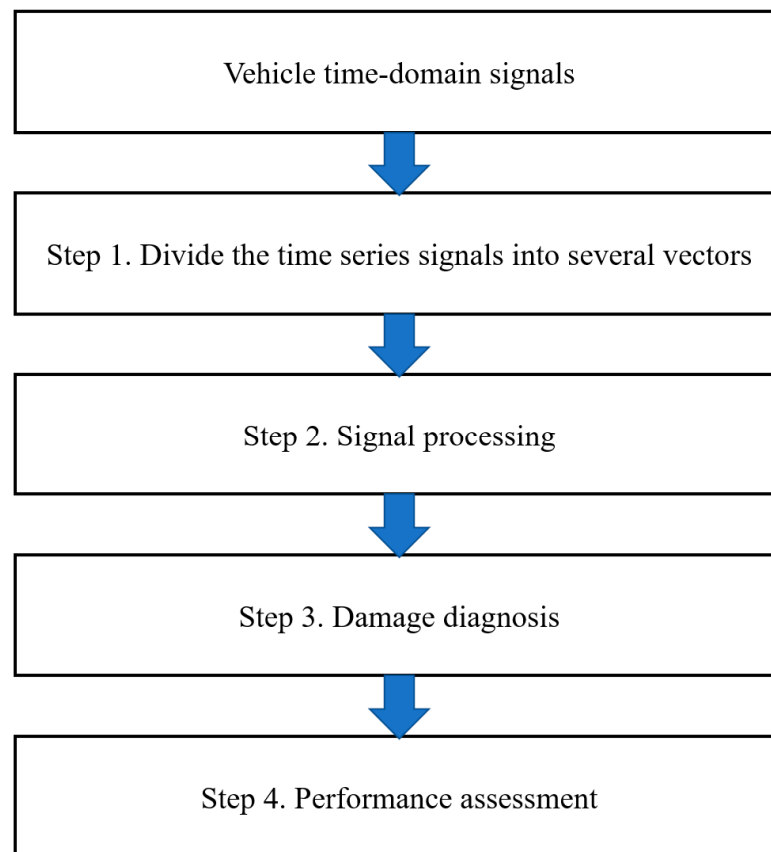 Vehicle time-domain signals
Step 1. Divide the time series signals into several vectors
Step 2. Signal processing
Step 3. Damage diagnosis
Step 4. Performance assessment